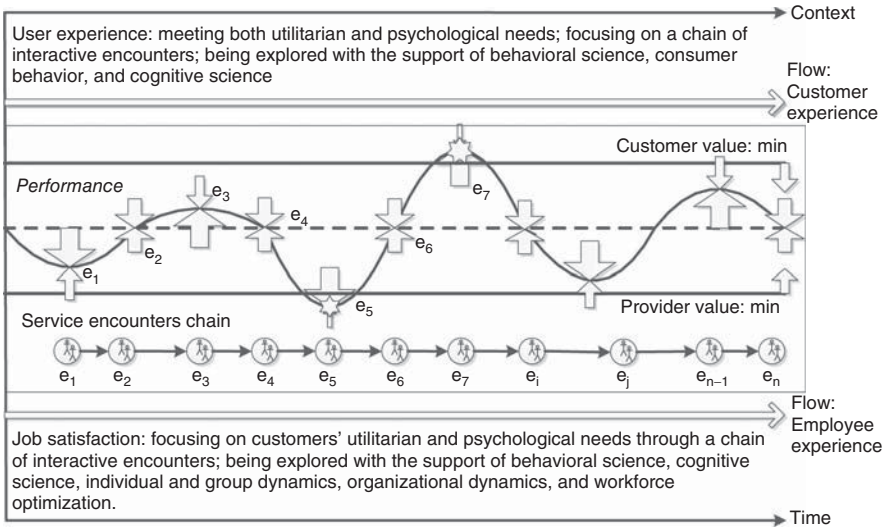 Context
User experience: meeting both utilitarian and psychological needs; focusing on a chain of
interactive encounters; being explored with the support of behavioral science, consumer
behavior, and cognitive science
Flow:
Customer
experience
Customer value: min
Performance
e3
e7
e4
e2
e6
e1
e5
Provider value: min
Service encounters chain
e1 e2 e3 e4 e5 e6 e7 ei ej en–1 en
Flow:
Employee
experience
Job satisfaction: focusing on customers’ utilitarian and psychological needs through a chain
of interactive encounters; being explored with the support of behavioral science, cognitive
science, individual and group dynamics, organizational dynamics, and workforce
optimization.
Time